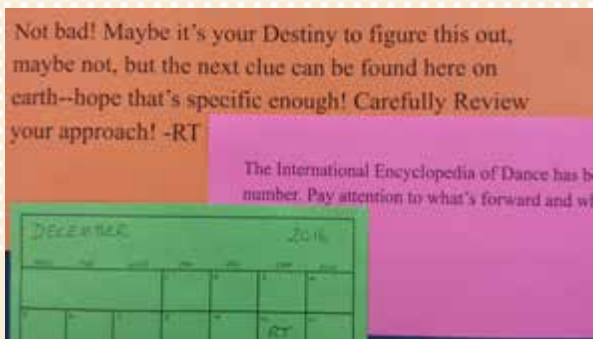 Not bad! Maybe it's your Destiny to figure this out,
maybe not, but the next clue can be found here on
earth--hope that's specific enough! Carefully Review
your approach! -RT
The International Encyclopedia of Dance has
number. Pay attention to what's forward and
DECEMBER 2016
RT